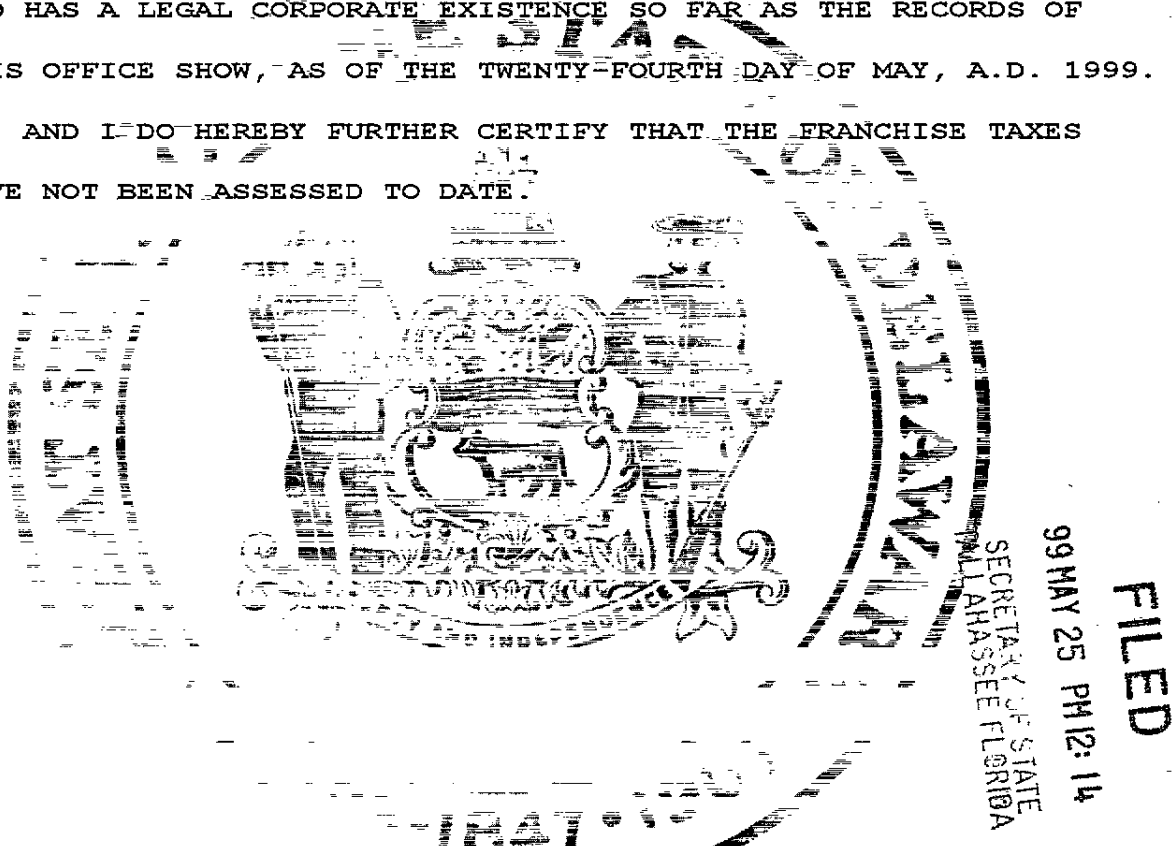 HAS A LEGAL CORPORATE EXISTENCE SO FAR AS THE RECORDS OF
IS OFFICE SHOW, AS OF THE TWENTY-FOURTH DAY OF MAY, A.D. 1999.
AND I DO HEREBY FURTHER CERTIFY THAT THE FRANCHISE TAXES
VE NOT BEEN ASSESSED TO DATE.
FILED
99 MAY 25 PM 12: 14
SECRETARY OF STATE
TALLAHASSEE FLORIDA